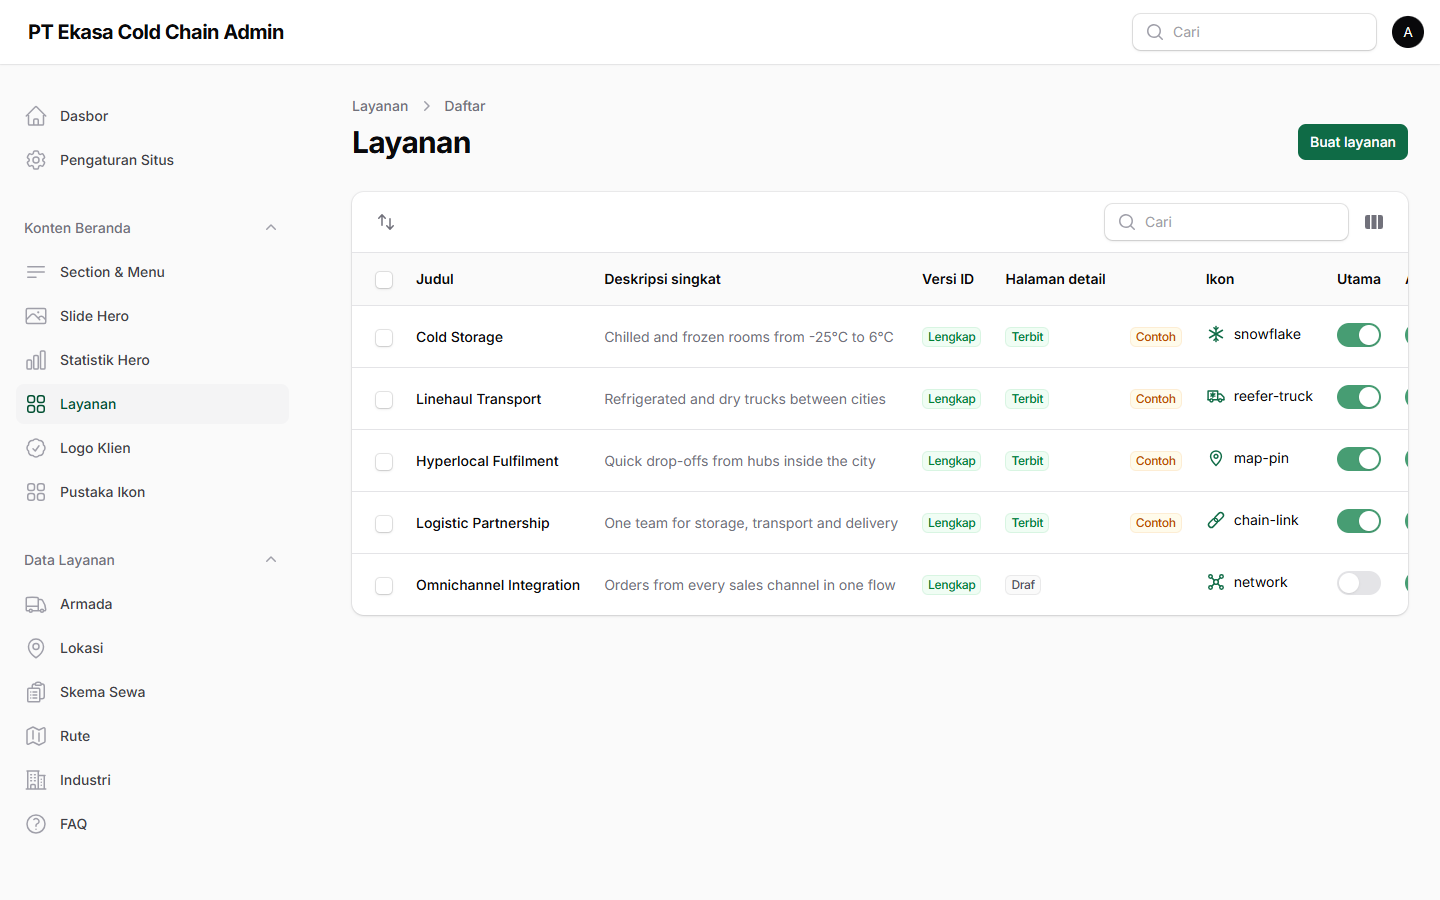 PT Ekasa Cold Chain Admin
Cari
A
Dasbor
Pengaturan Situs
Konten Beranda
Section & Menu
Slide Hero
Statistik Hero
Layanan
Logo Klien
Pustaka Ikon
Data Layanan
Armada
Lokasi
Skema Sewa
Rute
Industri
FAQ
Layanan > Daftar
Layanan
Buat layanan
Cari
Judul Deskripsi singkat Versi ID Halaman detail Ikon Utama
Cold Storage Chilled and frozen rooms from -25°C to 6°C Lengkap Terbit Contoh snowflake
Linehaul Transport Refrigerated and dry trucks between cities Lengkap Terbit Contoh reefer-truck
Hyperlocal Fulfilment Quick drop-offs from hubs inside the city Lengkap Terbit Contoh map-pin
Logistic Partnership One team for storage, transport and delivery Lengkap Terbit Contoh chain-link
Omnichannel Integration Orders from every sales channel in one flow Lengkap Draf network